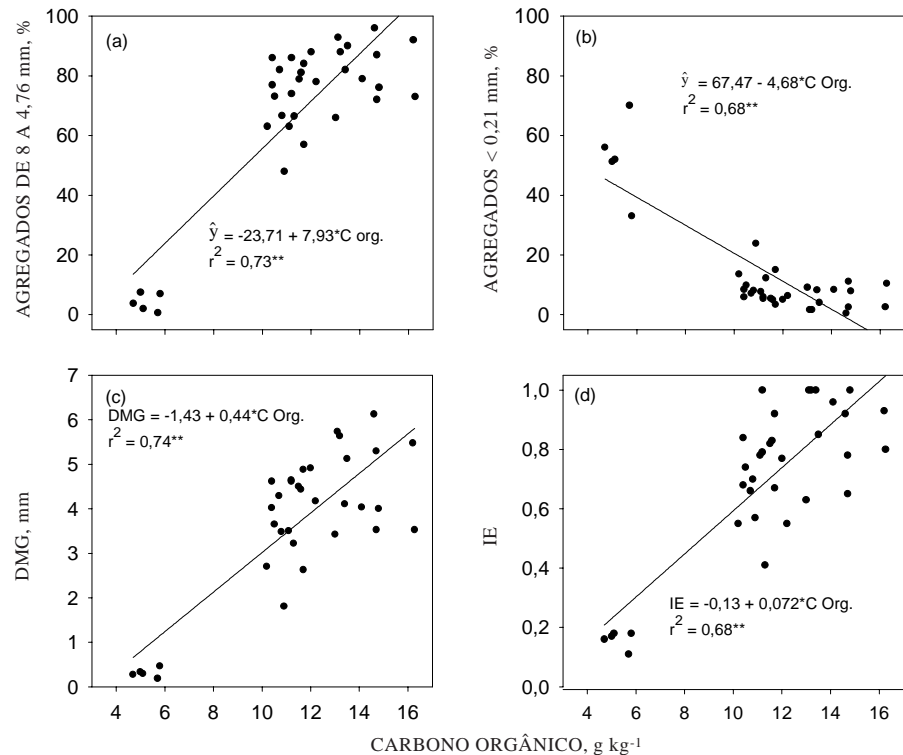 (a)
AGREGADOS DE 8 A 4,76 mm, %
100
80
60
40
20
0
ŷ = -23,71 + 7,93*C org.
r² = 0,73**
(b)
AGREGADOS < 0,21 mm, %
100
80
60
40
20
0
ŷ = 67,47 - 4,68*C Org.
r² = 0,68**
(c)
DMG, mm
7
6
5
4
3
2
1
0
DMG = -1,43 + 0,44*C Org.
r² = 0,74**
4 6 8 10 12 14 16
(d)
IE
1,0
0,8
0,6
0,4
0,2
0,0
IE = -0,13 + 0,072*C Org.
r² = 0,68**
4 6 8 10 12 14 16
CARBONO ORGÂNICO, g kg⁻¹